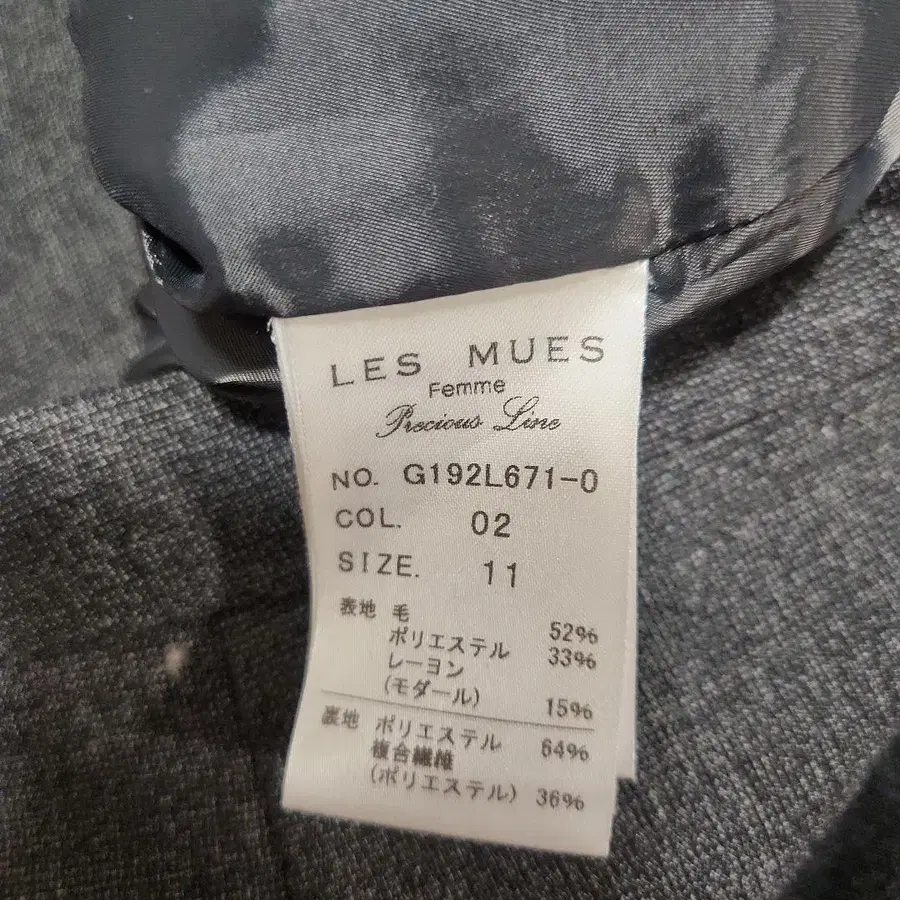 LES MUES
Femme
Precious Line
NO. G192L671-0
COL. 02
SIZE. 11
表地 毛 52%
ポリエステル 33%
レーヨン
(モダール) 15%
裏地 ポリエステル 64%
複合繊維
(ポリエステル) 36%